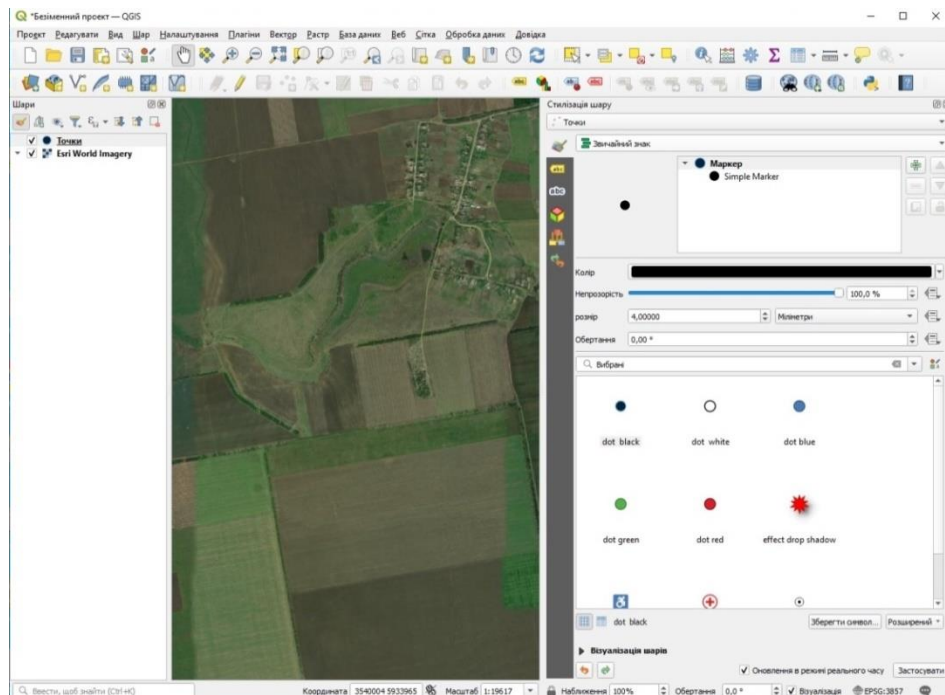 *Безіменний проект — QGIS
Проєкт Редагувати Вид Шар Налаштування Плагіни Вектор Растр База даних Веб Сітка Обробка даних Довідка
Шари
Точки
Esri World Imagery
Стилізація шару
Точки
Звичайний знак
Маркер
Simple Marker
Колір
Непрозорість 100,0 %
розмір 4,00000 Міліметри
Обертання 0,00 °
Вибрані
dot black dot white dot blue
dot green dot red effect drop shadow
dot black Зберегти символ... Розширений
Візуалізація шарів
Оновлення в режимі реального часу Застосувати
Ввести, щоб знайти (Ctrl+K) Координата 3540004 5933965 Масштаб 1:19617 Наближення 100% Обертання 0,0 ° Візуалізація EPSG:3857